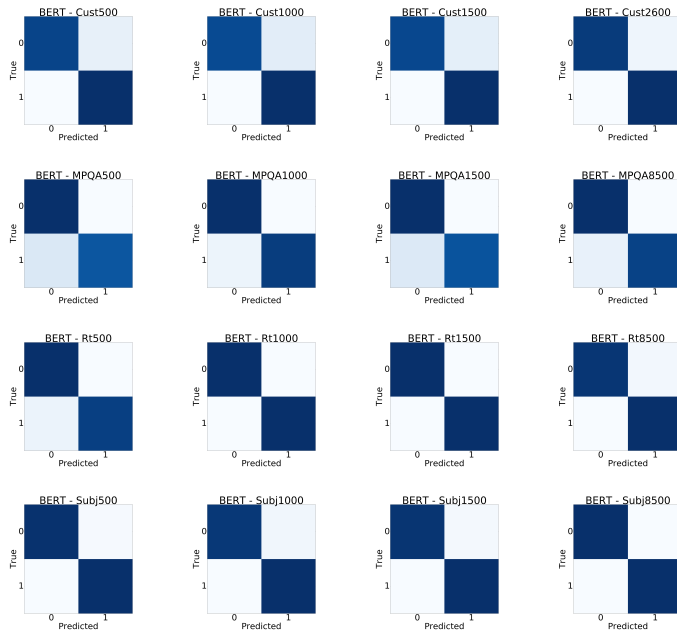 BERT - Cust500 BERT - Cust1000 BERT - Cust1500 BERT - Cust2600
True 0 True 0 True 0 True 0
1 1 1 1
0 1 0 1 0 1 0 1
Predicted Predicted Predicted Predicted
BERT - MPQA500 BERT - MPQA1000 BERT - MPQA1500 BERT - MPQA8500
True 0 True 0 True 0 True 0
1 1 1 1
0 1 0 1 0 1 0 1
Predicted Predicted Predicted Predicted
BERT - Rt500 BERT - Rt1000 BERT - Rt1500 BERT - Rt8500
True 0 True 0 True 0 True 0
1 1 1 1
0 1 0 1 0 1 0 1
Predicted Predicted Predicted Predicted
BERT - Subj500 BERT - Subj1000 BERT - Subj1500 BERT - Subj8500
True 0 True 0 True 0 True 0
1 1 1 1
0 1 0 1 0 1 0 1
Predicted Predicted Predicted Predicted